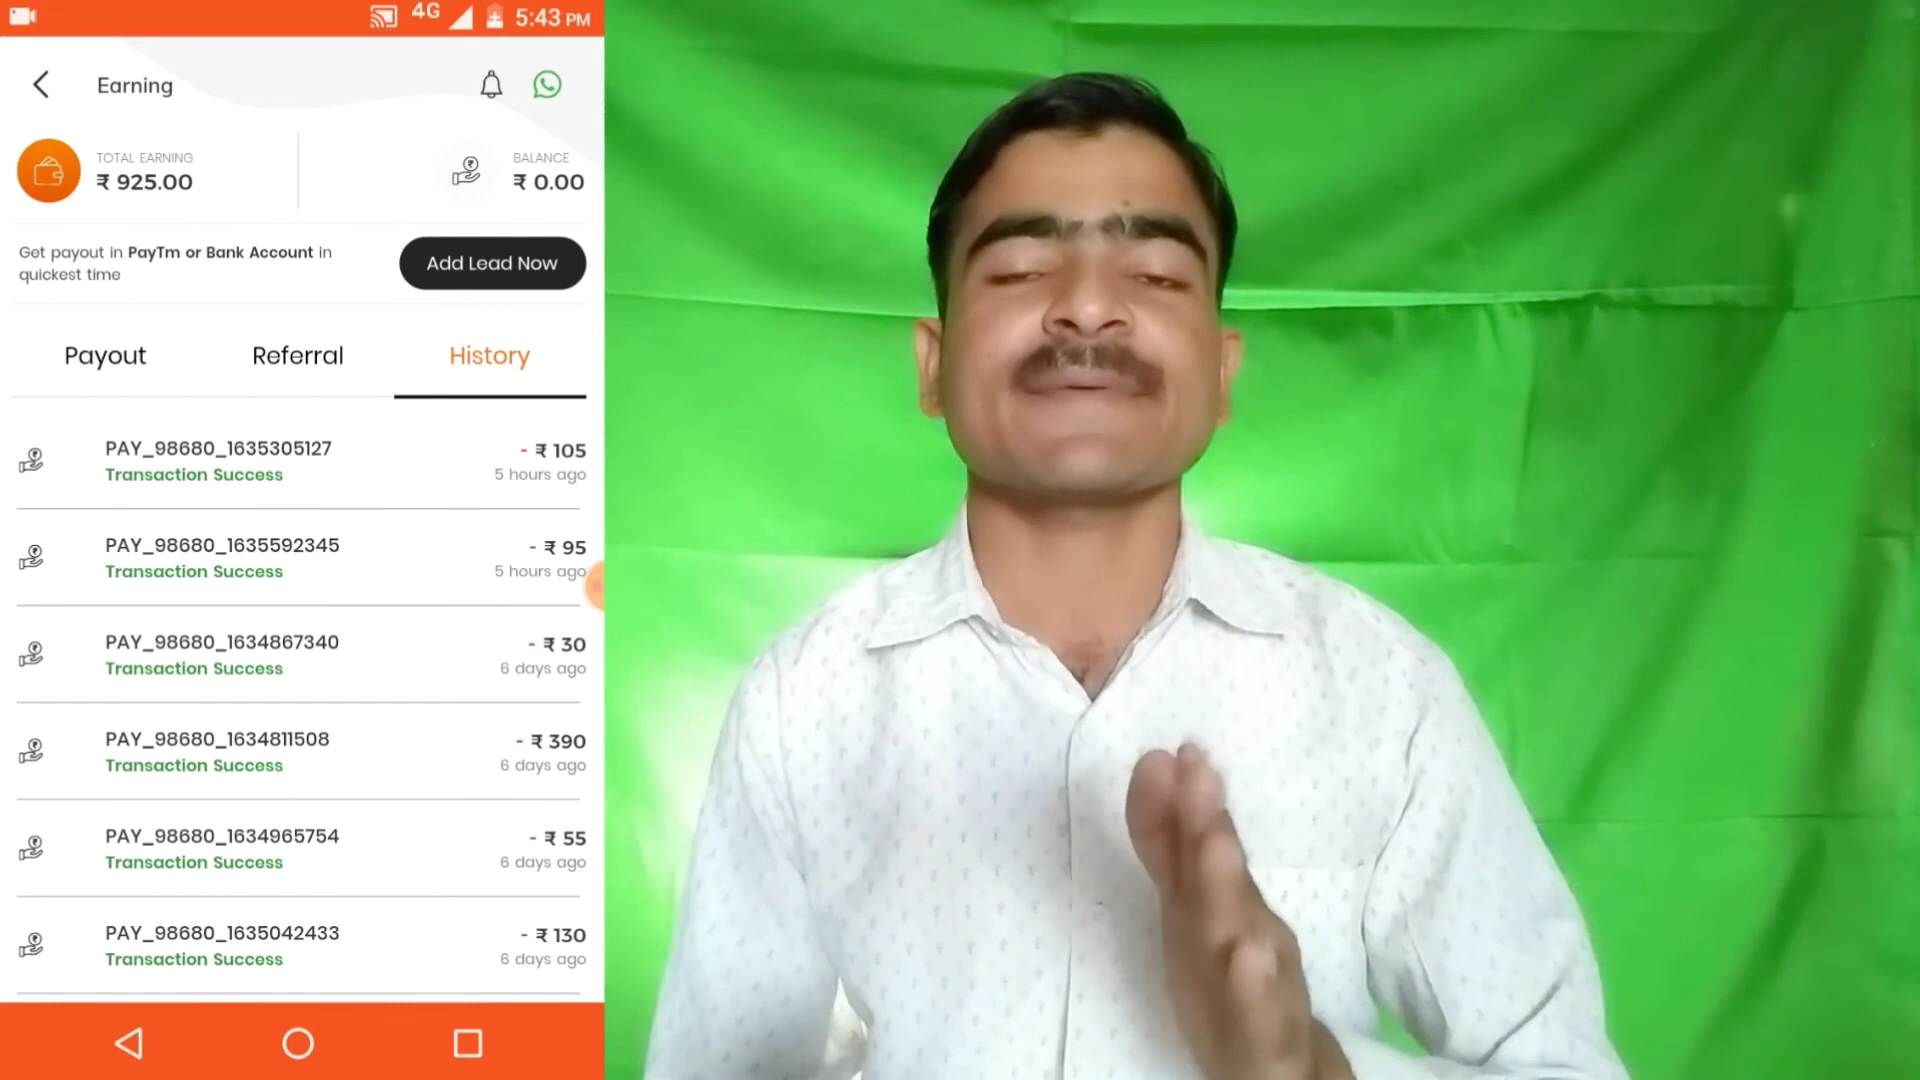 4G 5:43 PM
Earning
TOTAL EARNING
₹ 925.00
BALANCE
₹ 0.00
Get payout in PayTm or Bank Account in
quickest time
Add Lead Now
Payout Referral History
PAY_98680_1635305127
Transaction Success
- ₹ 105
5 hours ago
PAY_98680_1635592345
Transaction Success
- ₹ 95
5 hours ago
PAY_98680_1634867340
Transaction Success
- ₹ 30
6 days ago
PAY_98680_1634811508
Transaction Success
- ₹ 390
6 days ago
PAY_98680_1634965754
Transaction Success
- ₹ 55
6 days ago
PAY_98680_1635042433
Transaction Success
- ₹ 130
6 days ago